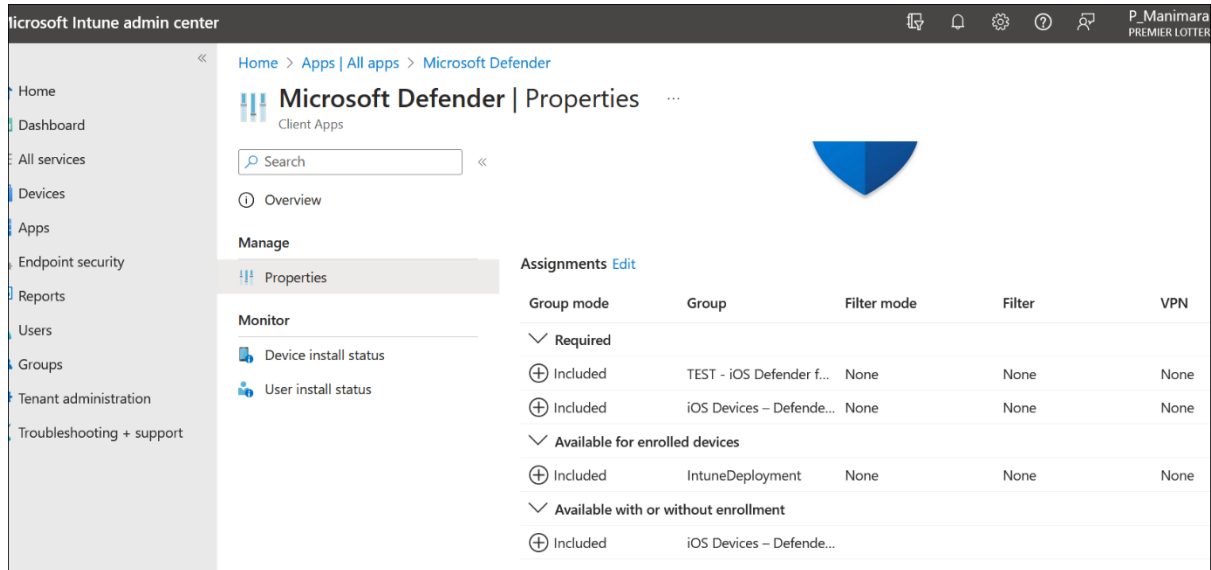 Microsoft Intune admin center
P_Manimara
PREMIER LOTTER
Home > Apps | All apps > Microsoft Defender
Microsoft Defender | Properties ...
Client Apps
Search
Overview
Manage
Properties
Monitor
Device install status
User install status
Home
Dashboard
All services
Devices
Apps
Endpoint security
Reports
Users
Groups
Tenant administration
Troubleshooting + support
Assignments Edit
Group mode Group Filter mode Filter VPN
Required
Included TEST - iOS Defender f... None None None
Included iOS Devices – Defende... None None None
Available for enrolled devices
Included IntuneDeployment None None None
Available with or without enrollment
Included iOS Devices – Defende...